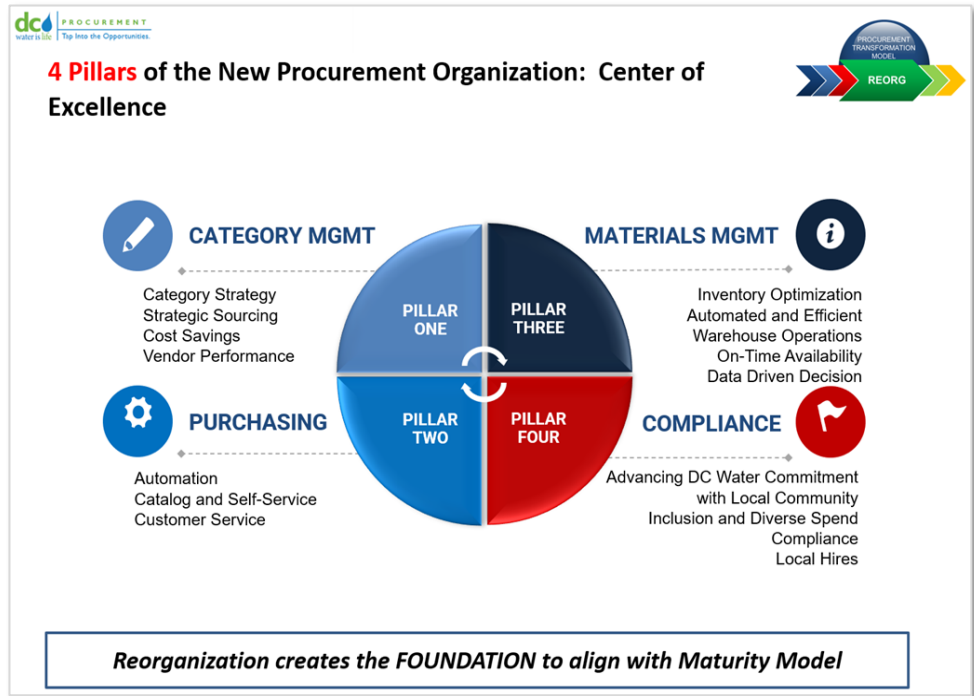 dc
water is life
PROCUREMENT
Tap Into the Opportunities.
PROCUREMENT
TRANSFORMATION
MODEL
REORG
4 Pillars of the New Procurement Organization: Center of
Excellence
CATEGORY MGMT
Category Strategy
Strategic Sourcing
Cost Savings
Vendor Performance
PURCHASING
Automation
Catalog and Self-Service
Customer Service
PILLAR
ONE
PILLAR
THREE
PILLAR
TWO
PILLAR
FOUR
MATERIALS MGMT
Inventory Optimization
Automated and Efficient
Warehouse Operations
On-Time Availability
Data Driven Decision
COMPLIANCE
Advancing DC Water Commitment
with Local Community
Inclusion and Diverse Spend
Compliance
Local Hires
Reorganization creates the FOUNDATION to align with Maturity Model